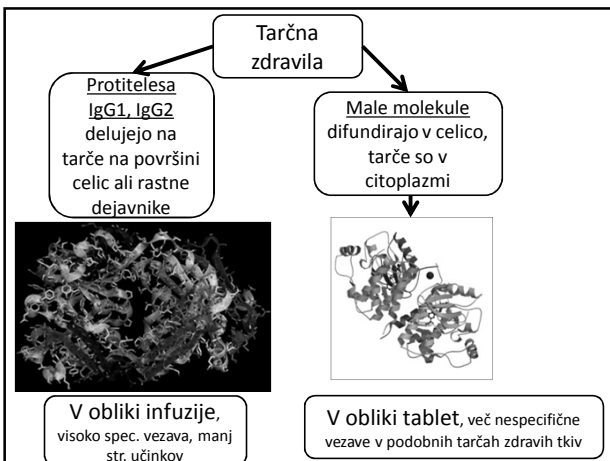 Tarčna
zdravila
Protitelesa
IgG1, IgG2
delujejo na
tarče na površini
celic ali rastne
dejavnike
Male molekule
difundirajo v celico,
tarče so v
citoplazmi
V obliki infuzije,
visoko spec. vezava, manj
str. učinkov
V obliki tablet, več nespecifične
vezave v podobnih tarčah zdravih tkiv